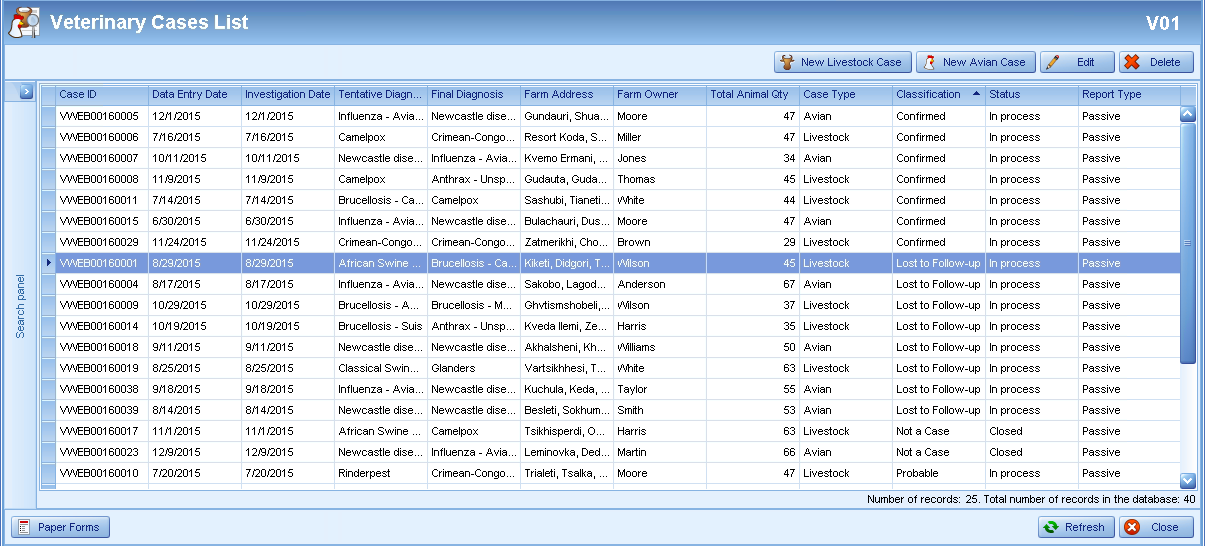 Veterinary Cases List V01
New Livestock Case New Avian Case Edit Delete
Search panel
Case ID Data Entry Date Investigation Date Tentative Diagn... Final Diagnosis Farm Address Farm Owner Total Animal Qty Case Type Classification Status Report Type
VWEB00160005 12/1/2015 12/1/2015 Influenza - Avia... Newcastle dise... Gundauri, Shua... Moore 47 Avian Confirmed In process Passive
VWEB00160006 7/16/2015 7/16/2015 Camelpox Crimean-Congo... Resort Koda, S... Miller 47 Livestock Confirmed In process Passive
VWEB00160007 10/11/2015 10/11/2015 Newcastle dise... Influenza - Avia... Kvemo Ermani, ... Jones 34 Avian Confirmed In process Passive
VWEB00160008 11/9/2015 11/9/2015 Camelpox Anthrax - Unsp... Gudauta, Guda... Thomas 45 Livestock Confirmed In process Passive
VWEB00160011 7/14/2015 7/14/2015 Brucellosis - Ca... Camelpox Sashubi, Tianeti... White 44 Livestock Confirmed In process Passive
VWEB00160015 6/30/2015 6/30/2015 Influenza - Avia... Newcastle dise... Bulachauri, Dus... Moore 47 Avian Confirmed In process Passive
VWEB00160029 11/24/2015 11/24/2015 Crimean-Congo... Crimean-Congo... Zatmerikhi, Cho... Brown 29 Livestock Confirmed In process Passive
VWEB00160001 8/29/2015 8/29/2015 African Swine ... Brucellosis - Ca... Kiketi, Didgori, T... Wilson 45 Livestock Lost to Follow-up In process Passive
VWEB00160004 8/17/2015 8/17/2015 Influenza - Avia... Newcastle dise... Sakobo, Lagod... Anderson 67 Avian Lost to Follow-up In process Passive
VWEB00160009 10/29/2015 10/29/2015 Brucellosis - A... Brucellosis - M... Ghvtismshobeli,... Wilson 37 Livestock Lost to Follow-up In process Passive
VWEB00160014 10/19/2015 10/19/2015 Brucellosis - Suis Anthrax - Unsp... Kveda Ilemi, Ze... Harris 35 Livestock Lost to Follow-up In process Passive
VWEB00160018 9/11/2015 9/11/2015 Newcastle dise... Newcastle dise... Akhalsheni, Kh... Williams 50 Avian Lost to Follow-up In process Passive
VWEB00160019 8/25/2015 8/25/2015 Classical Swin... Glanders Vartsikhhesi, T... White 63 Livestock Lost to Follow-up In process Passive
VWEB00160038 9/18/2015 9/18/2015 Influenza - Avia... Newcastle dise... Kuchula, Keda, ... Taylor 55 Avian Lost to Follow-up In process Passive
VWEB00160039 8/14/2015 8/14/2015 Newcastle dise... Newcastle dise... Besleti, Sokhum... Smith 53 Avian Lost to Follow-up In process Passive
VWEB00160017 11/1/2015 11/1/2015 African Swine ... Camelpox Tsikhisperdi, O... Harris 63 Livestock Not a Case Closed Passive
VWEB00160023 12/9/2015 12/9/2015 Newcastle dise... Influenza - Avia... Leminovka, Ded... Martin 66 Avian Not a Case Closed Passive
VWEB00160010 7/20/2015 7/20/2015 Rinderpest Crimean-Congo... Trialeti, Tsalka, ... Moore 47 Livestock Probable In process Passive
Number of records: 25. Total number of records in the database: 40
Paper Forms Refresh Close